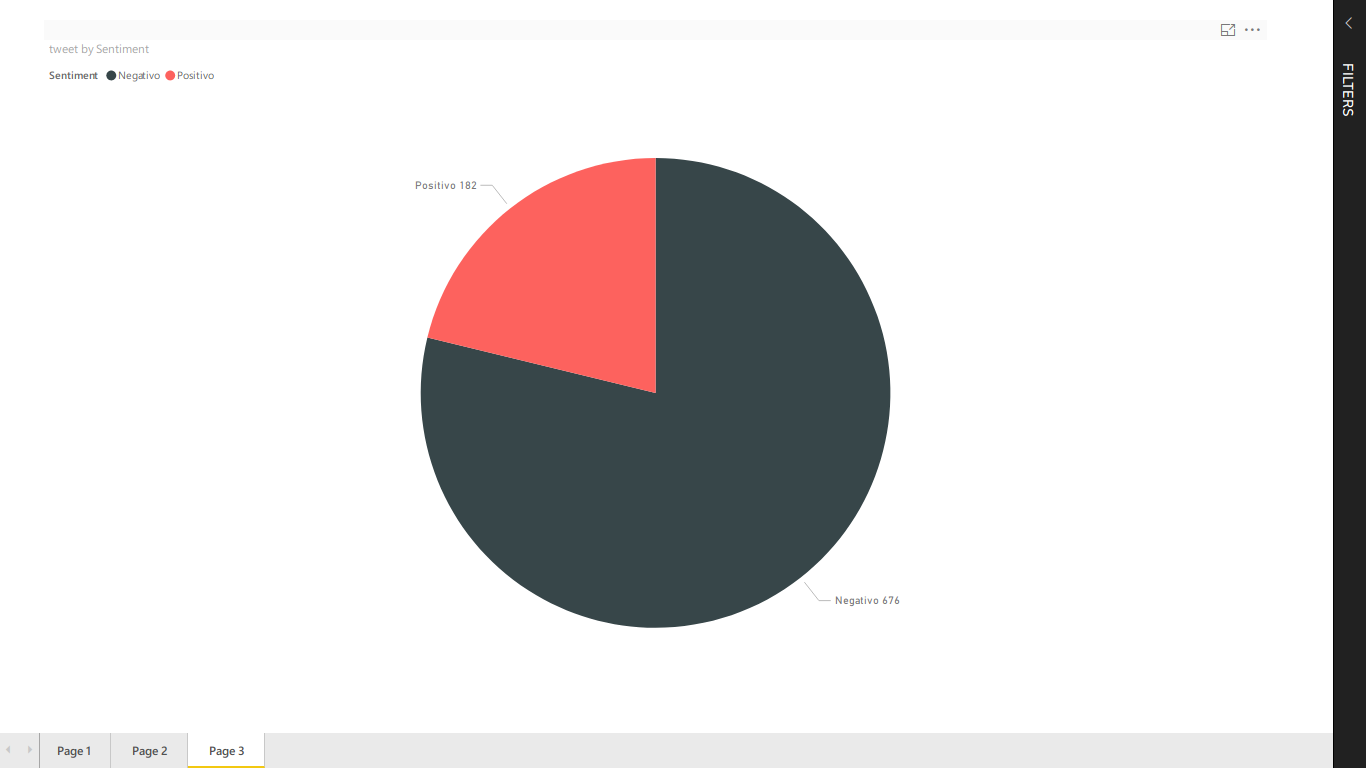 tweet by Sentiment
Sentiment Negativo Positivo
Positivo 182
Negativo 676
FILTERS
Page 1 Page 2 Page 3